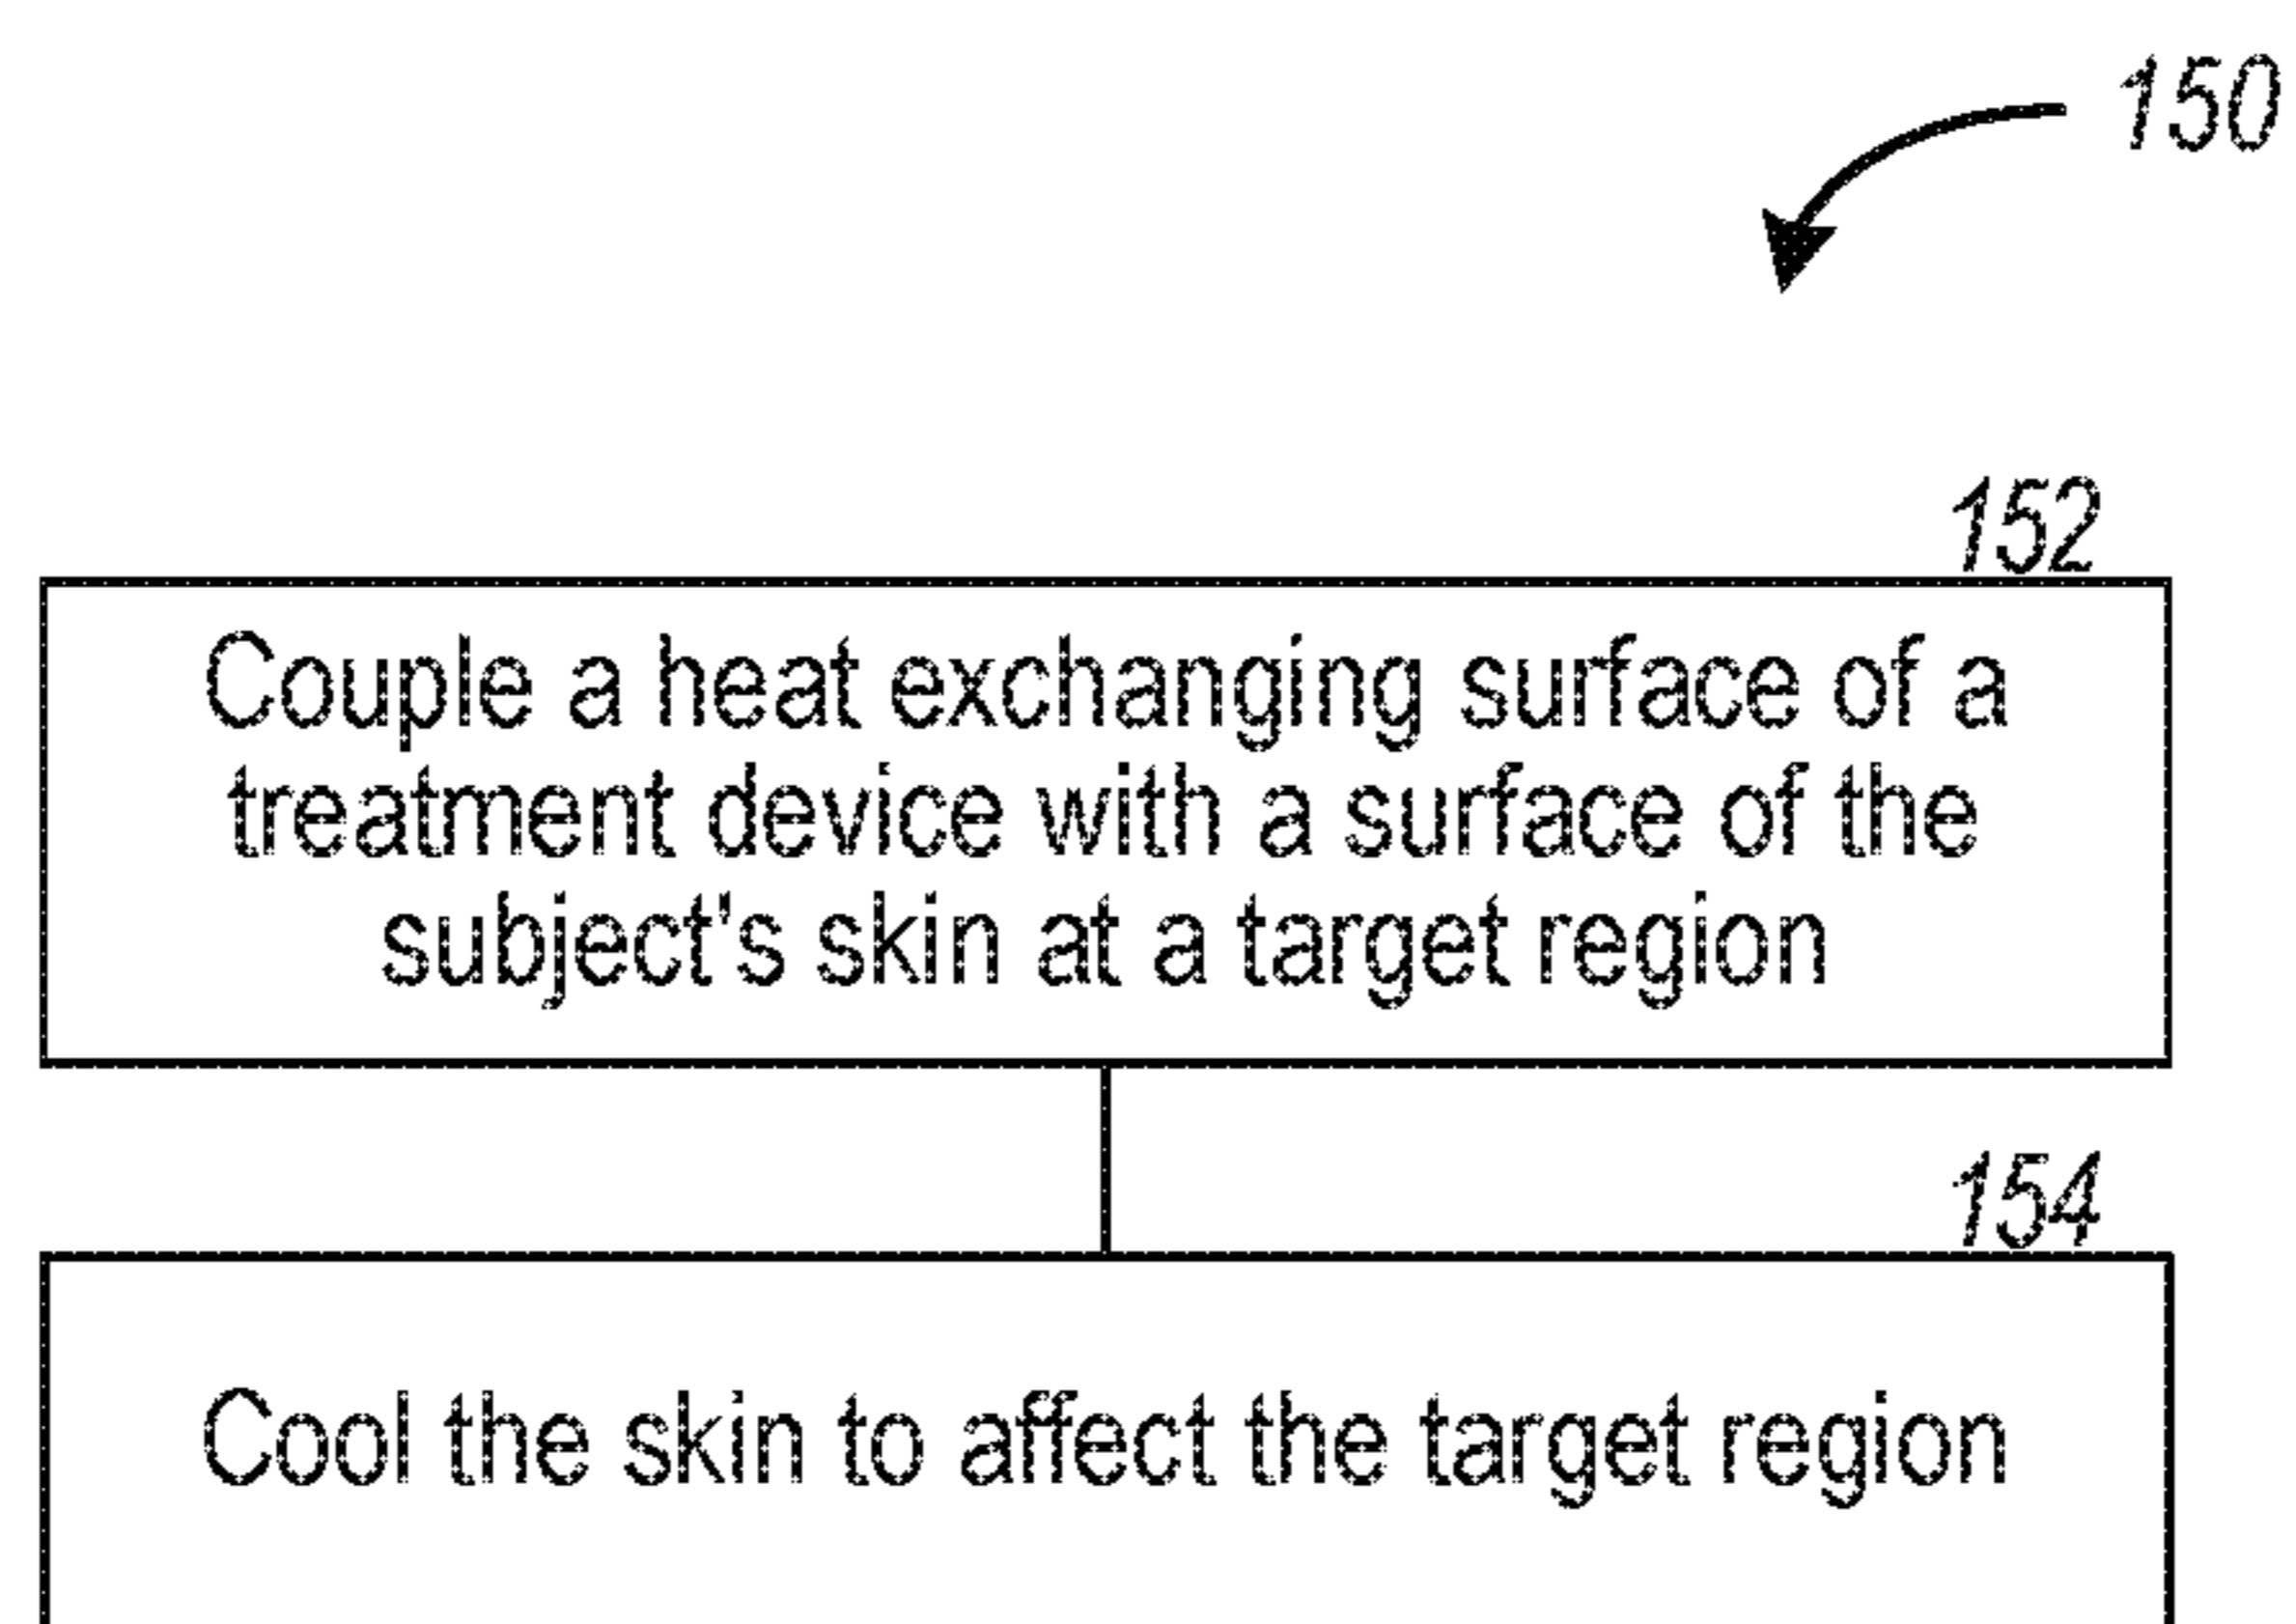 150
152
Couple a heat exchanging surface of a
treatment device with a surface of the
subject's skin at a target region
154
Cool the skin to affect the target region